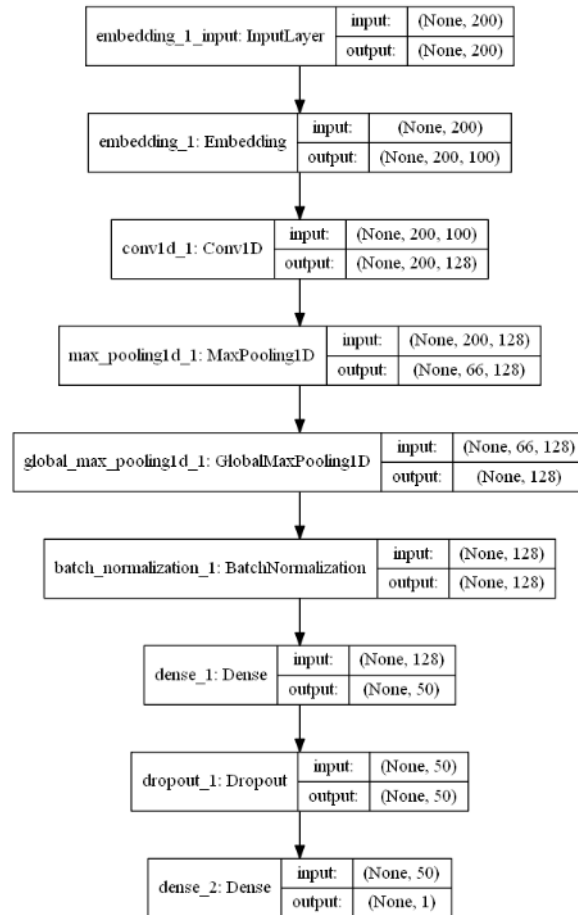 embedding_1_input: InputLayer
input: (None, 200)
output: (None, 200)
embedding_1: Embedding
input: (None, 200)
output: (None, 200, 100)
conv1d_1: Conv1D
input: (None, 200, 100)
output: (None, 200, 128)
max_pooling1d_1: MaxPooling1D
input: (None, 200, 128)
output: (None, 66, 128)
global_max_pooling1d_1: GlobalMaxPooling1D
input: (None, 66, 128)
output: (None, 128)
batch_normalization_1: BatchNormalization
input: (None, 128)
output: (None, 128)
dense_1: Dense
input: (None, 128)
output: (None, 50)
dropout_1: Dropout
input: (None, 50)
output: (None, 50)
dense_2: Dense
input: (None, 50)
output: (None, 1)